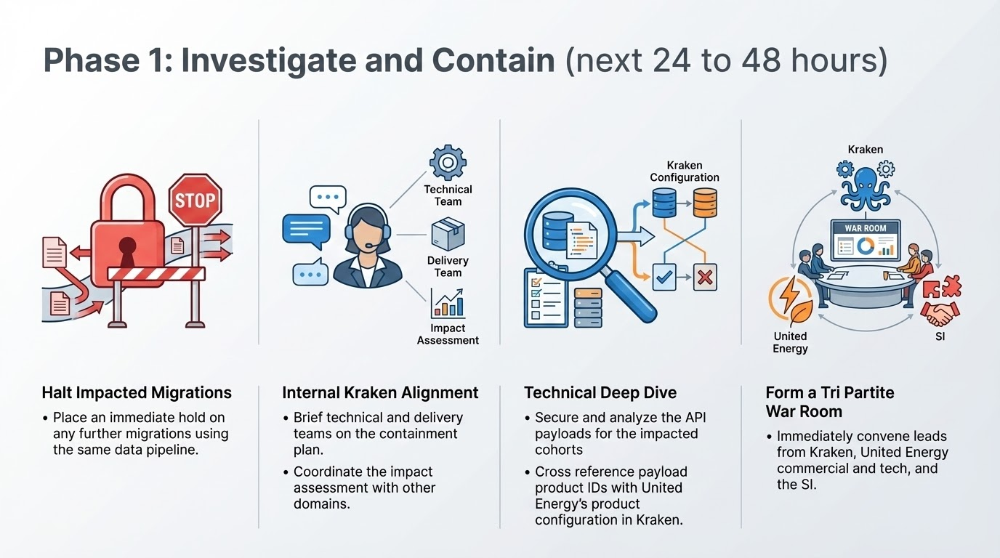 Phase 1: Investigate and Contain (next 24 to 48 hours)
STOP
Technical
Team
Delivery
Team
Impact
Assessment
Kraken
Configuration
Kraken
WAR ROOM
United
Energy
SI
Halt Impacted Migrations
• Place an immediate hold on
any further migrations using
the same data pipeline.
Internal Kraken Alignment
• Brief technical and delivery
teams on the containment
plan.
• Coordinate the impact
assessment with other
domains.
Technical Deep Dive
• Secure and analyze the API
payloads for the impacted
cohorts
• Cross reference payload
product IDs with United
Energy's product
configuration in Kraken.
Form a Tri Partite
War Room
• Immediately convene leads
from Kraken, United Energy
commercial and tech, and
the SI.